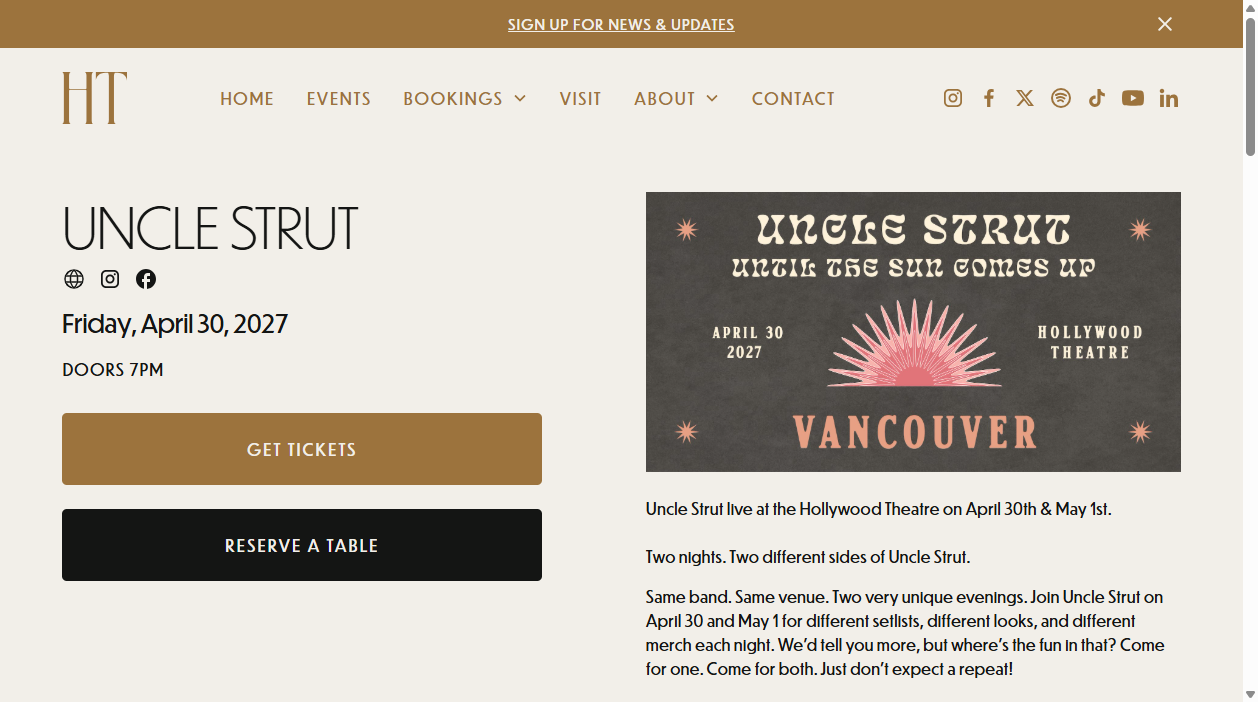 SIGN UP FOR NEWS & UPDATES
HT
HOME
EVENTS
BOOKINGS
VISIT
ABOUT
CONTACT
UNCLE STRUT
Friday, April 30, 2027
DOORS 7PM
GET TICKETS
RESERVE A TABLE
UNCLE STRUT
UNTIL THE SUN COMES UP
APRIL 30
2027
HOLLYWOOD
THEATRE
VANCOUVER
Uncle Strut live at the Hollywood Theatre on April 30th & May 1st.
Two nights. Two different sides of Uncle Strut.
Same band. Same venue. Two very unique evenings. Join Uncle Strut on
April 30 and May 1 for different setlists, different looks, and different
merch each night. We’d tell you more, but where’s the fun in that? Come
for one. Come for both. Just don’t expect a repeat!